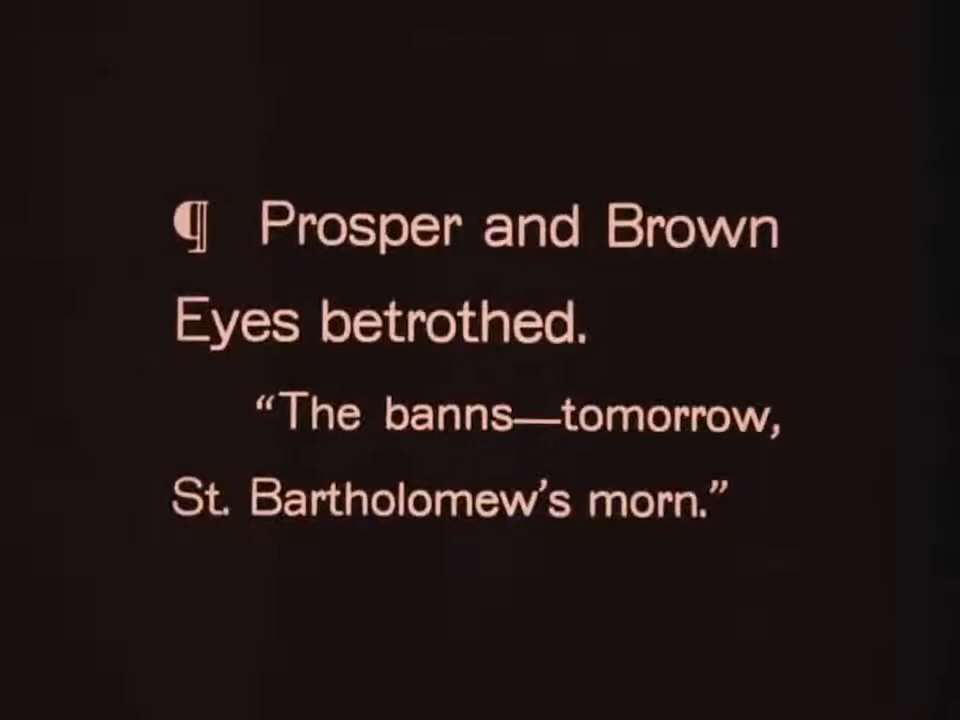 ¶ Prosper and Brown
Eyes betrothed.
“The banns—tomorrow,
St. Bartholomew’s morn.”